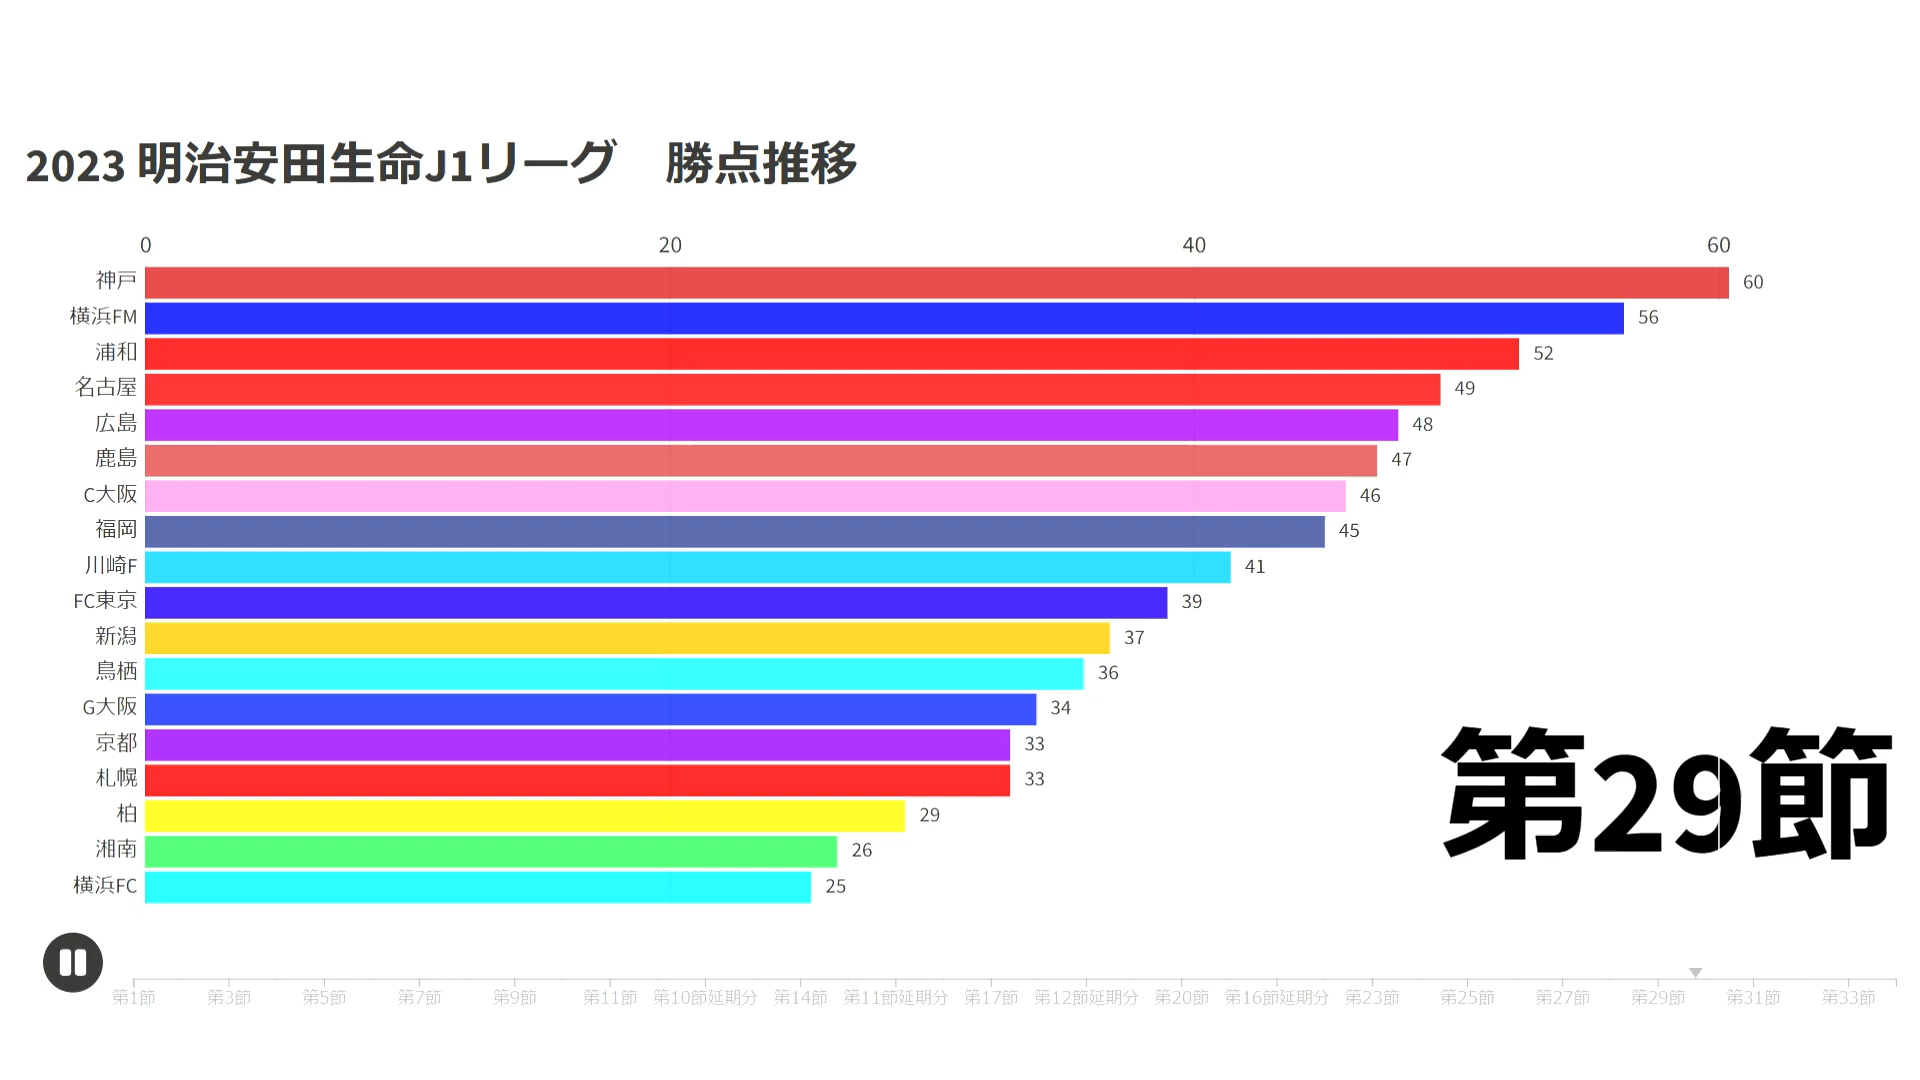 2023 明治安田生命J1リーグ　勝点推移
0 20 40 60
神戸 60
横浜FM 56
浦和 52
名古屋 49
広島 48
鹿島 47
C大阪 46
福岡 45
川崎F 41
FC東京 39
新潟 37
鳥栖 36
G大阪 34
京都 33
札幌 33
柏 29
湘南 26
横浜FC 25
第29節
第1節 第3節 第5節 第7節 第9節 第11節 第10節延期分 第14節 第11節延期分 第17節 第12節延期分 第20節 第16節延期分 第23節 第25節 第27節 第29節 第31節 第33節